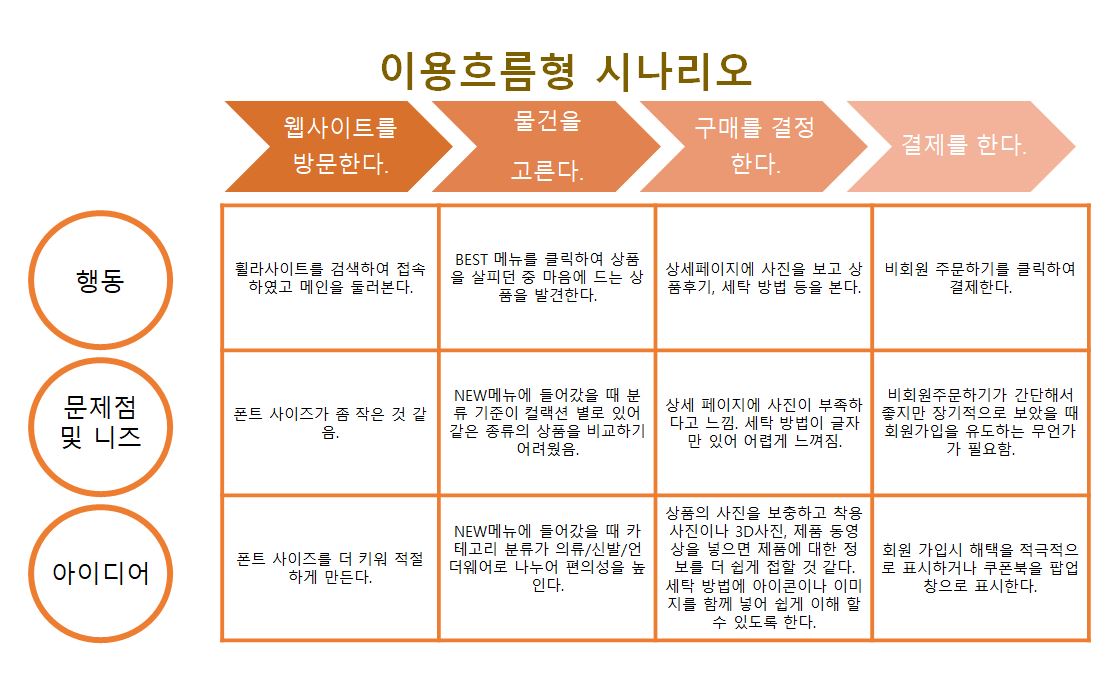 이용흐름형 시나리오
웹사이트를
방문한다.
물건을
고른다.
구매를 결정
한다.
결제를 한다.
행동
휠라사이트를 검색하여 접속
하였고 메인을 둘러본다.
BEST 메뉴를 클릭하여 상품
을 살피던 중 마음에 드는 상
품을 발견한다.
상세페이지에 사진을 보고 상
품후기, 세탁 방법 등을 본다.
비회원 주문하기를 클릭하여
결제한다.
문제점
및 니즈
폰트 사이즈가 좀 작은 것 같
음.
NEW메뉴에 들어갔을 때 분
류 기준이 컬랙션 별로 있어
같은 종류의 상품을 비교하기
어려웠음.
상세 페이지에 사진이 부족하
다고 느낌. 세탁 방법이 글자
만 있어 어렵게 느껴짐.
비회원주문하기가 간단해서
좋지만 장기적으로 보았을 때
회원가입을 유도하는 무언가
가 필요함.
아이디어
폰트 사이즈를 더 키워 적절
하게 만든다.
NEW메뉴에 들어갔을 때 카
테고리 분류가 의류/신발/언
더웨어로 나누어 편의성을 높
인다.
상품의 사진을 보충하고 착용
사진이나 3D사진, 제품 동영
상을 넣으면 제품에 대한 정
보를 더 쉽게 접할 것 같다.
세탁 방법에 아이콘이나 이미
지를 함께 넣어 쉽게 이해 할
수 있도록 한다.
회원 가입시 해택을 적극적으
로 표시하거나 쿠폰북을 팝업
창으로 표시한다.